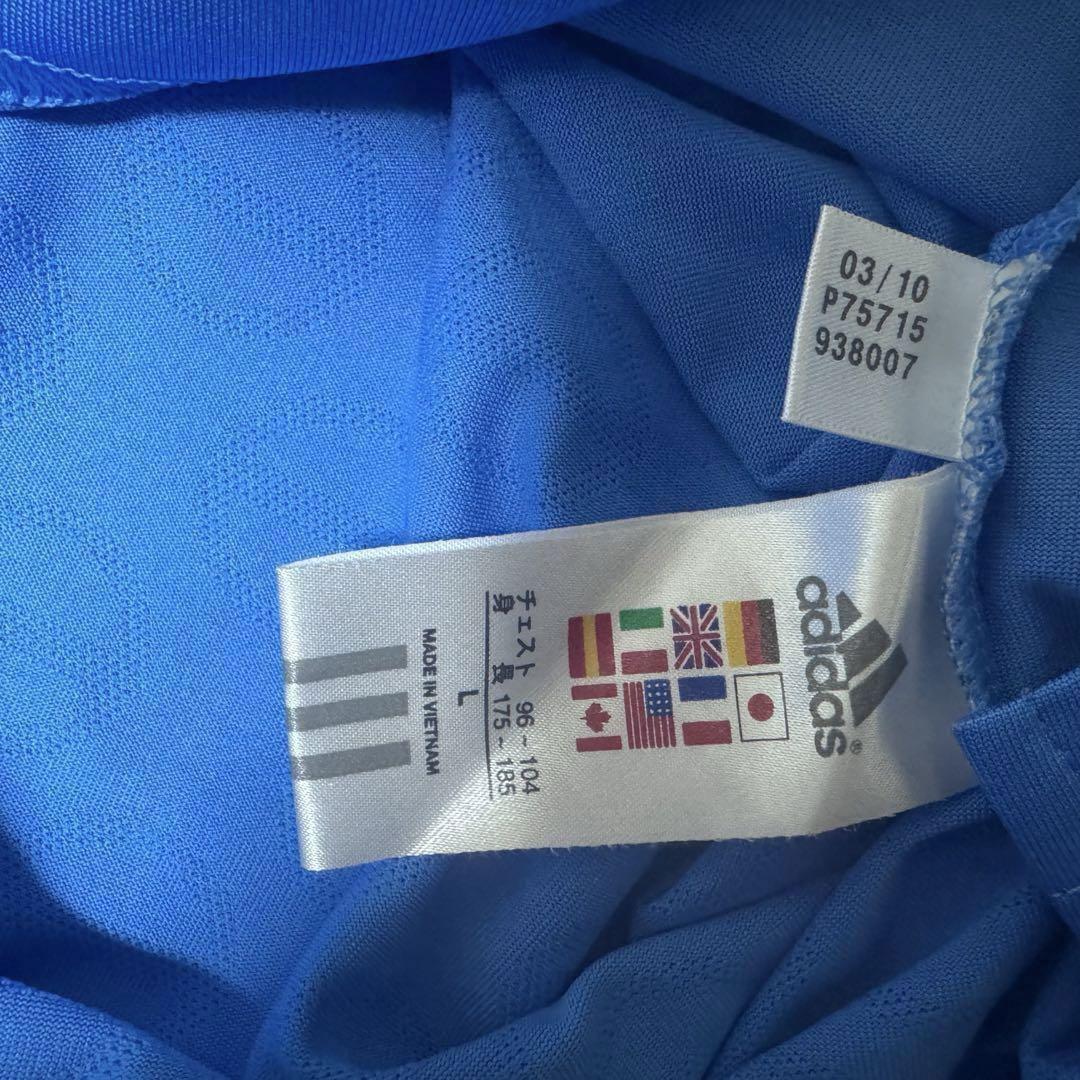 03/10
P75715
938007
adidas®
チェスト 96-104
身 長 175-185
L
MADE IN VIETNAM